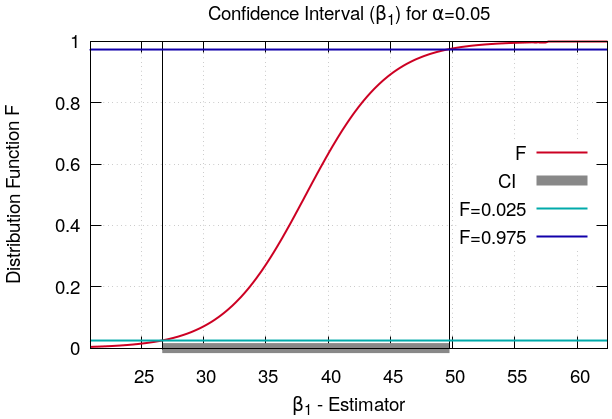 Confidence Interval (β₁) for α=0.05
Distribution Function F
1
0.8
0.6
0.4
0.2
0
F
CI
F=0.025
F=0.975
25 30 35 40 45 50 55 60
β₁ - Estimator